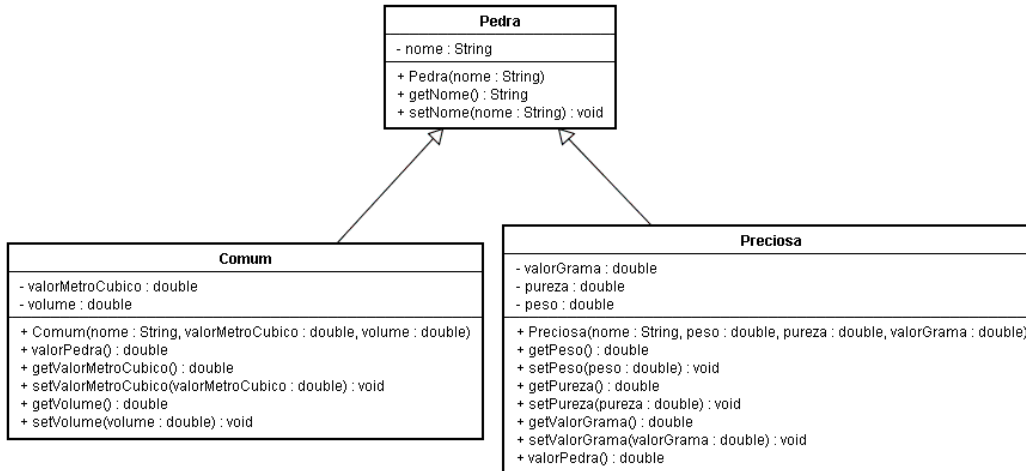 Pedra
- nome : String
+ Pedra(nome : String)
+ getNome() : String
+ setNome(nome : String) : void
Comum
- valorMetroCubico : double
- volume : double
+ Comum(nome : String, valorMetroCubico : double, volume : double)
+ valorPedra() : double
+ getValorMetroCubico() : double
+ setValorMetroCubico(valorMetroCubico : double) : void
+ getVolume() : double
+ setVolume(volume : double) : void
Preciosa
- valorGrama : double
- pureza : double
- peso : double
+ Preciosa(nome : String, peso : double, pureza : double, valorGrama : double)
+ getPeso() : double
+ setPeso(peso : double) : void
+ getPureza() : double
+ setPureza(pureza : double) : void
+ getValorGrama() : double
+ setValorGrama(valorGrama : double) : void
+ valorPedra() : double